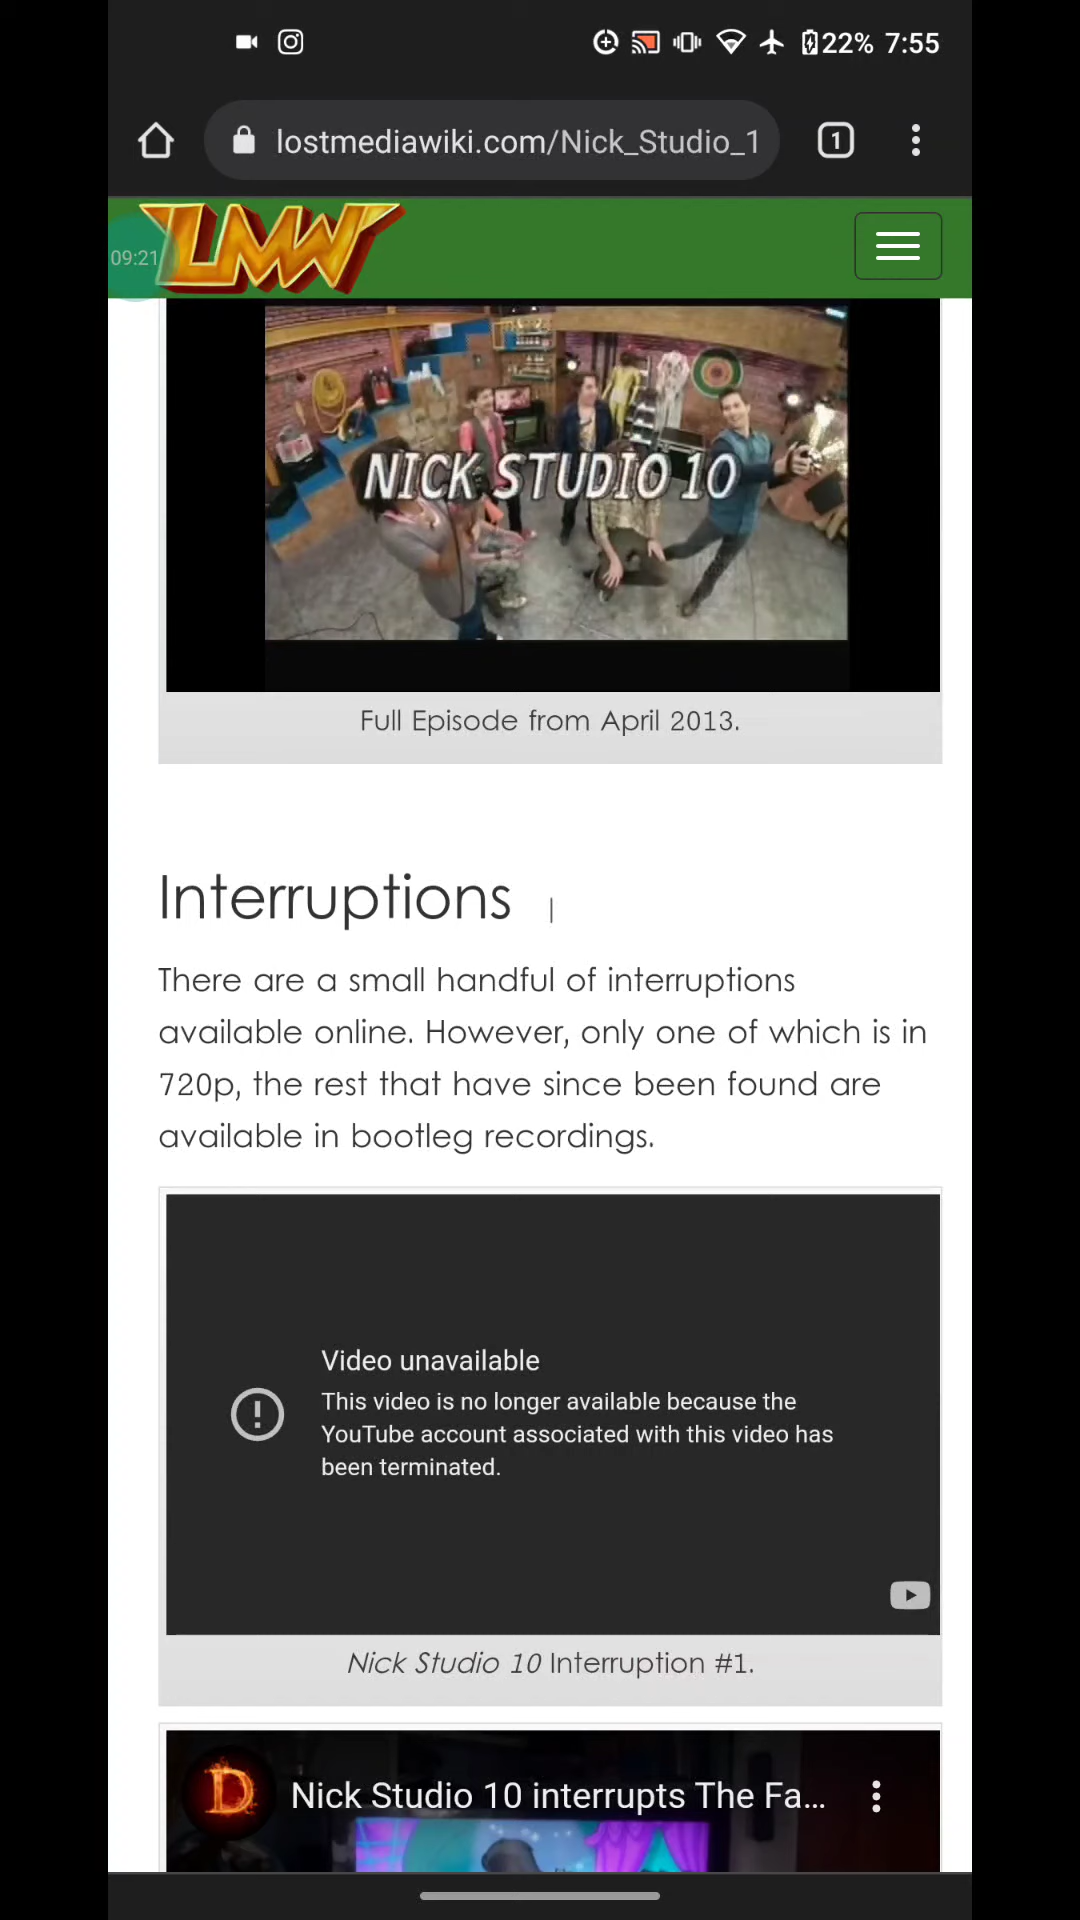 22% 7:55
lostmediawiki.com/Nick_Studio_1
1
LMW
09:21
NICK STUDIO 10
Full Episode from April 2013.
Interruptions |
There are a small handful of interruptions
available online. However, only one of which is in
720p, the rest that have since been found are
available in bootleg recordings.
Video unavailable
This video is no longer available because the
YouTube account associated with this video has
been terminated.
Nick Studio 10 Interruption #1.
D
Nick Studio 10 interrupts The Fa...